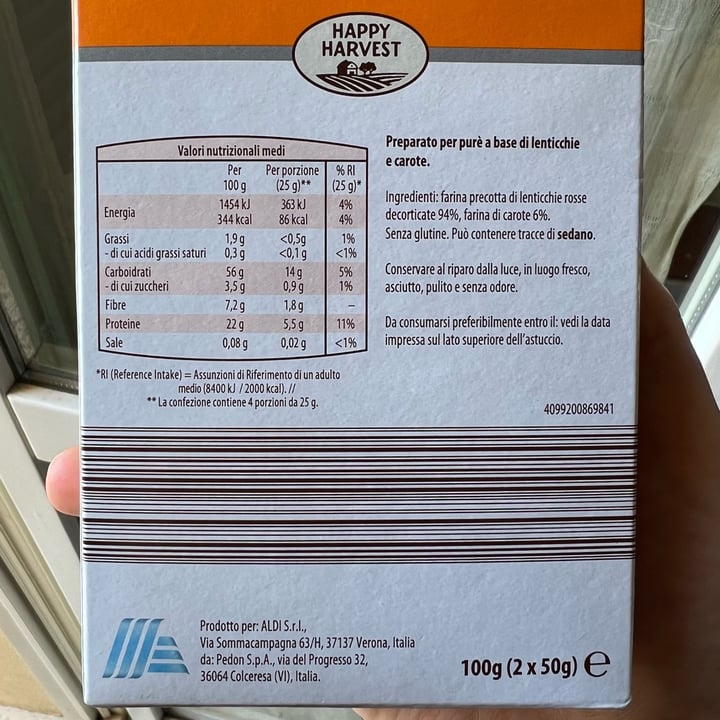 HAPPY
HARVEST
Valori nutrizionali medi
Per 100 g Per porzione (25 g)** % RI (25 g)*
Energia 1454 kJ 363 kJ 4%
344 kcal 86 kcal 4%
Grassi 1,9 g <0,5g 1%
- di cui acidi grassi saturi 0,3 g <0,1 g <1%
Carboidrati 56 g 14 g 5%
- di cui zuccheri 3,5 g 0,9 g 1%
Fibre 7,2 g 1,8 g –
Proteine 22 g 5,5 g 11%
Sale 0,08 g 0,02 g <1%
*RI (Reference Intake) = Assunzioni di Riferimento di un adulto
medio (8400 kJ / 2000 kcal). //
** La confezione contiene 4 porzioni da 25 g.
Preparato per purè a base di lenticchie
e carote.
Ingredienti: farina precotta di lenticchie rosse
decorticate 94%, farina di carote 6%.
Senza glutine. Può contenere tracce di sedano.
Conservare al riparo dalla luce, in luogo fresco,
asciutto, pulito e senza odore.
Da consumarsi preferibilmente entro il: vedi la data
impressa sul lato superiore dell'astuccio.
4099200869841
Prodotto per: ALDI S.r.l.,
Via Sommacampagna 63/H, 37137 Verona, Italia
da: Pedon S.p.A., via del Progresso 32,
36064 Colceresa (VI), Italia.
100g (2 x 50g) e